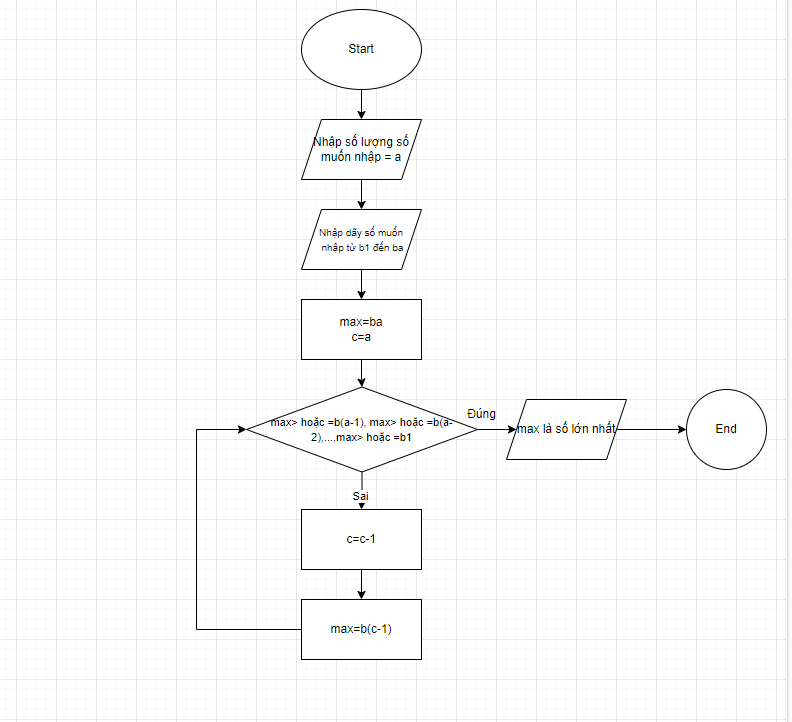 Start
Nhập số lượng số
muốn nhập = a
Nhập dãy số muốn
nhập từ b1 đến ba
max=ba
c=a
max> hoặc =b(a-1), max> hoặc =b(a-
2),...,max> hoặc =b1
Đúng
max là số lớn nhất
End
Sai
c=c-1
max=b(c-1)